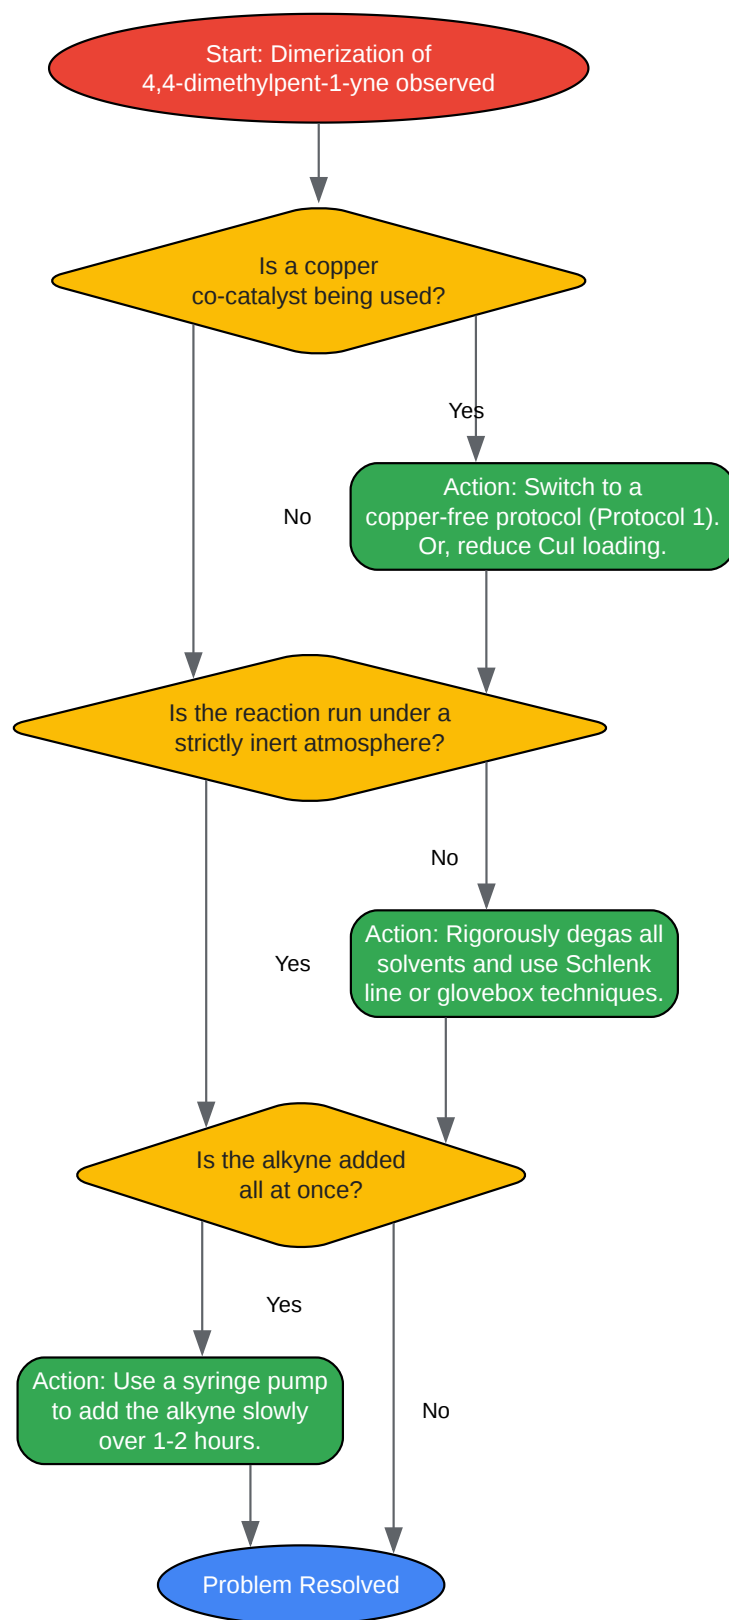 Start: Dimerization of
4,4-dimethylpent-1-yne observed
Is a copper
co-catalyst being used?
Yes
No
Action: Switch to a
copper-free protocol (Protocol 1).
Or, reduce CuI loading.
Is the reaction run under a
strictly inert atmosphere?
No
Yes
Action: Rigorously degas all
solvents and use Schlenk
line or glovebox techniques.
Is the alkyne added
all at once?
Yes
Action: Use a syringe pump
to add the alkyne slowly
over 1-2 hours.
No
Problem Resolved